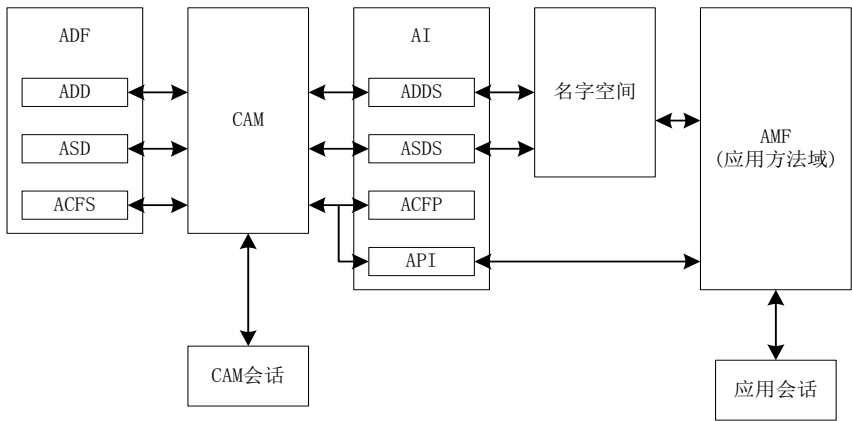 ADF
ADD
ASD
ACFS
CAM
AI
ADDS
ASDS
ACFP
API
名字空间
AMF
(应用方法域)
CAM会话
应用会话